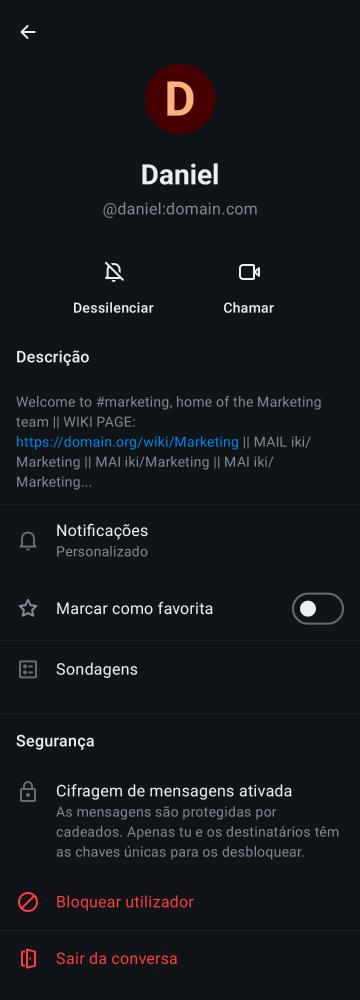 D
Daniel
@daniel:domain.com
Dessilenciar
Chamar
Descrição
Welcome to #marketing, home of the Marketing
team || WIKI PAGE:
https://domain.org/wiki/Marketing || MAIL iki/
Marketing || MAI iki/Marketing || MAI iki/
Marketing...
Notificações
Personalizado
Marcar como favorita
Sondagens
Segurança
Cifragem de mensagens ativada
As mensagens são protegidas por
cadeados. Apenas tu e os destinatários têm
as chaves únicas para os desbloquear.
Bloquear utilizador
Sair da conversa